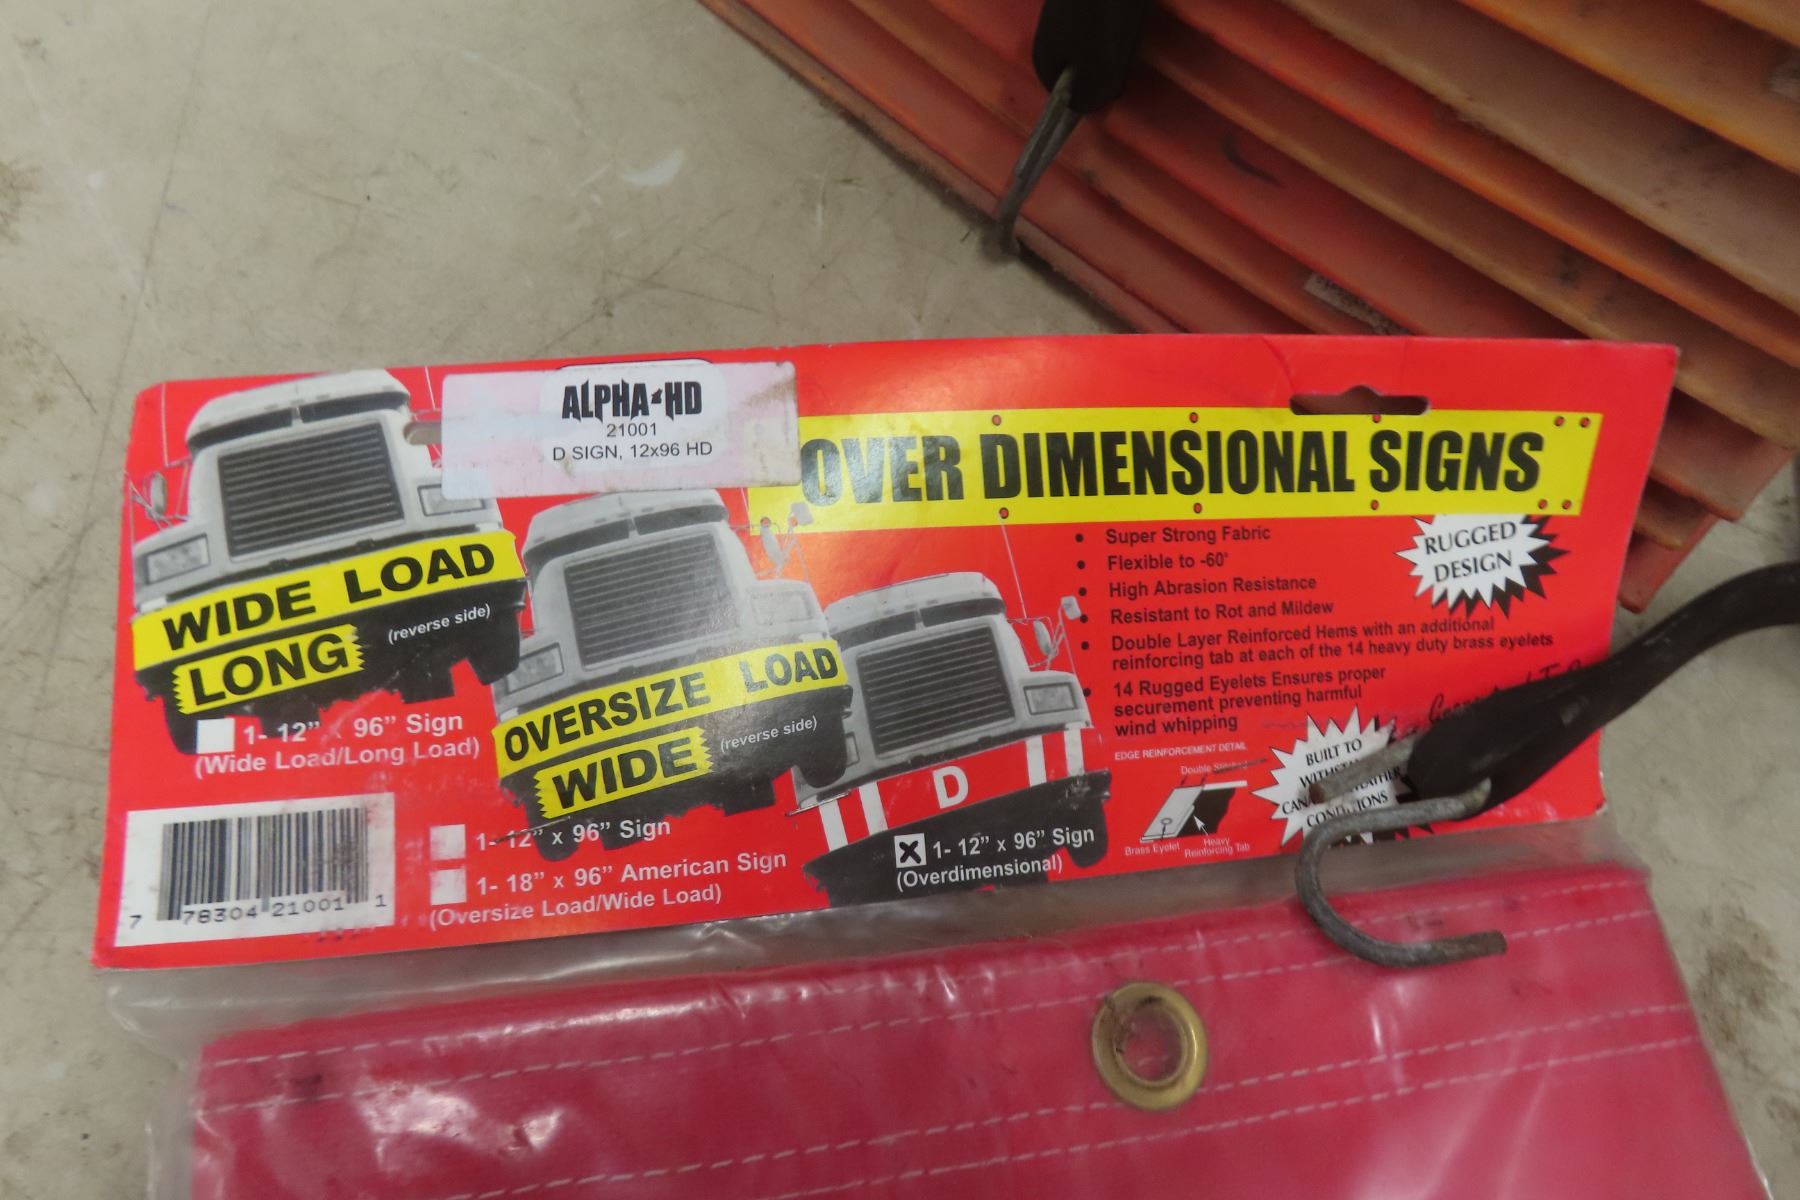 ALPHA HD
21001
D SIGN, 12x96 HD
OVER DIMENSIONAL SIGNS
• Super Strong Fabric
• Flexible to -60°
• High Abrasion Resistance
• Resistant to Rot and Mildew
• Double Layer Reinforced Hems with an additional
reinforcing tab at each of the 14 heavy duty brass eyelets
• 14 Rugged Eyelets Ensures proper
securement preventing harmful
wind whipping
RUGGED
DESIGN
EDGE REINFORCEMENT DETAIL
Double
Brass Eyelet
Heavy
Reinforcing Tab
BUILT TO
WIDE LOAD
LONG
(reverse side)
1- 12" x 96" Sign
(Wide Load/Long Load)
OVERSIZE LOAD
WIDE
(reverse side)
1- 12" x 96" Sign
1- 18" x 96" American Sign
(Oversize Load/Wide Load)
D
1- 12" x 96" Sign
(Overdimensional)
7 78304 21001 1